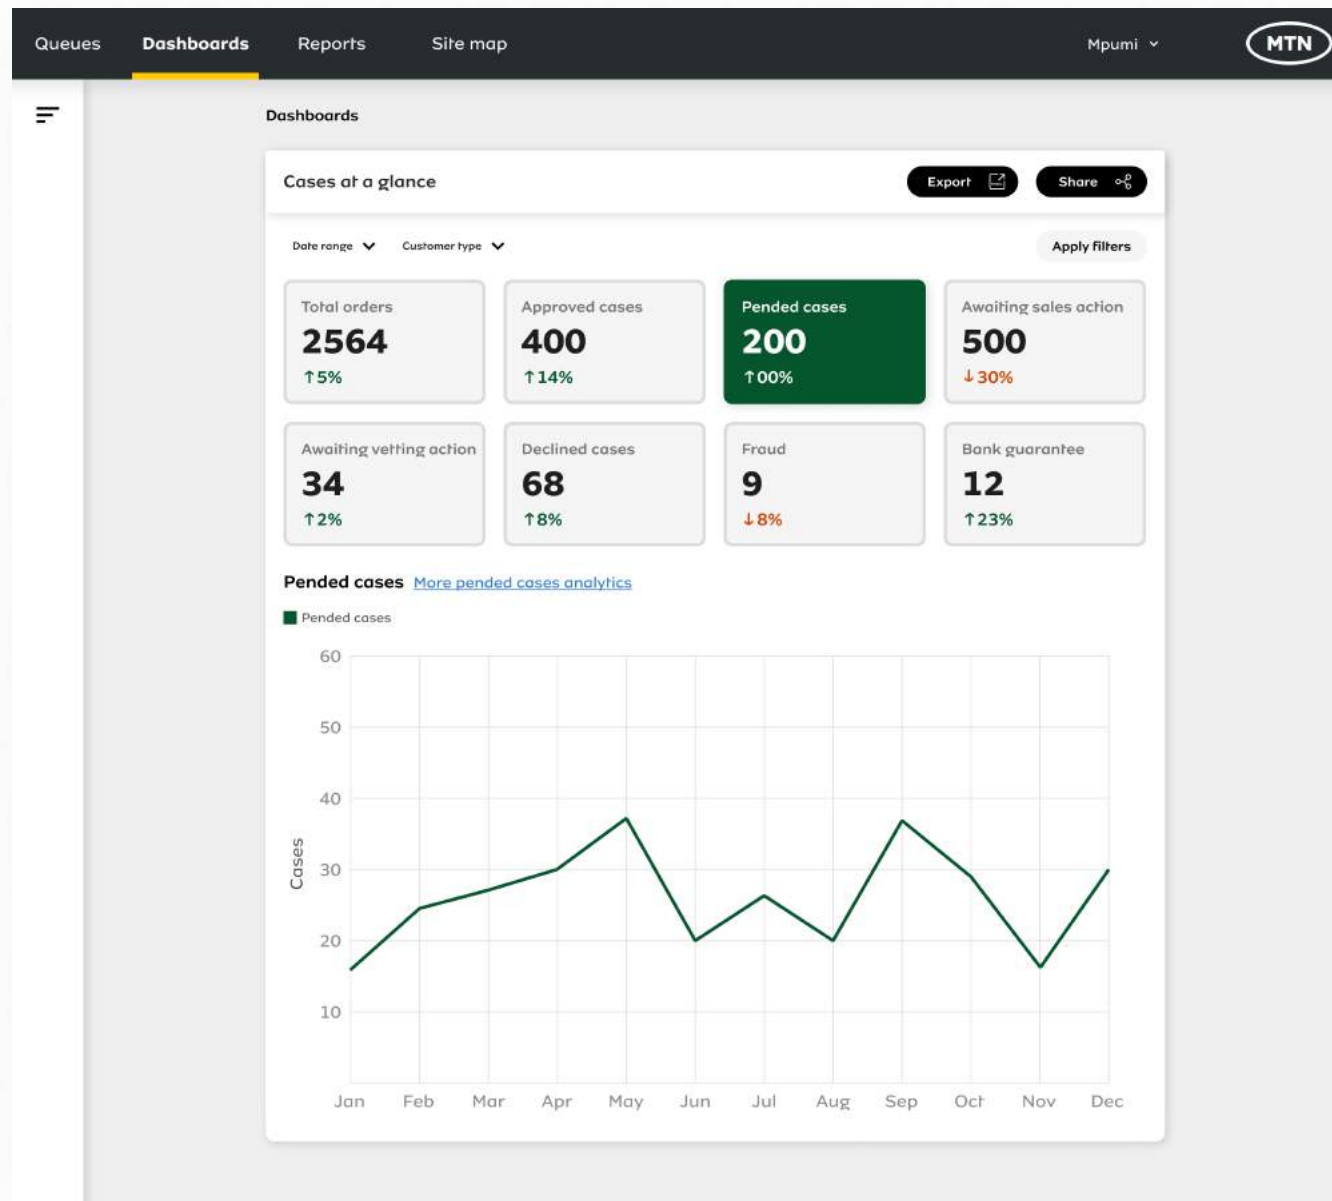 Queues Dashboards Reports Site map Mpumi MTN
Dashboards
Cases at a glance Export Share
Date range Customer type Apply filters
Total orders Approved cases Pended cases Awaiting sales action
2564 400 200 500
↑5% ↑14% ↑00% ↓30%
Awaiting vetting action Declined cases Fraud Bank guarantee
34 68 9 12
↑2% ↑8% ↓8% ↑23%
Pended cases More pended cases analytics
Pended cases
60
50
40
30
20
10
Cases
Jan Feb Mar Apr May Jun Jul Aug Sep Oct Nov Dec